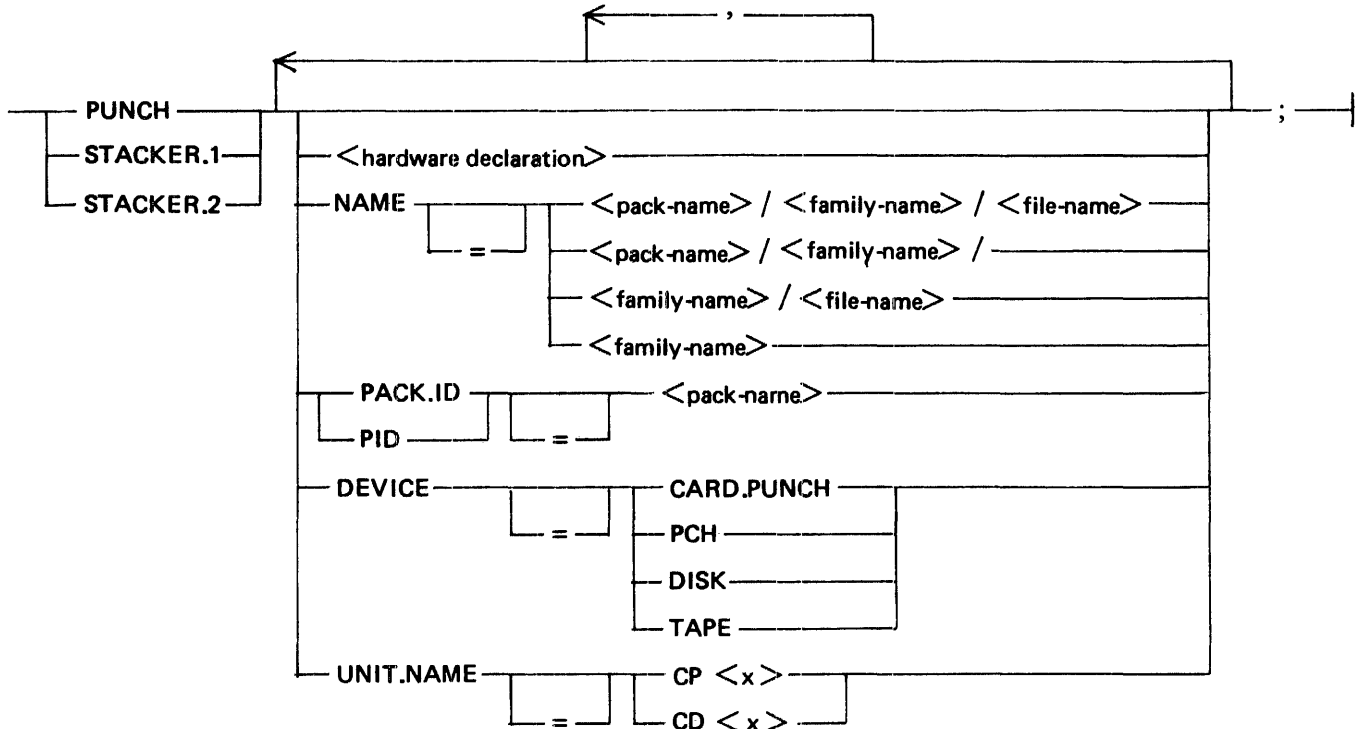 ,
PUNCH ;
STACKER.1 <hardware declaration>
STACKER.2 NAME <pack-name> / <family-name> / <file-name>
= <pack-name> / <family-name> /
<family-name> / <file-name>
<family-name>
PACK.ID <pack-name>
PID =
DEVICE CARD.PUNCH
= PCH
DISK
TAPE
UNIT.NAME CP <x>
= CD <x>